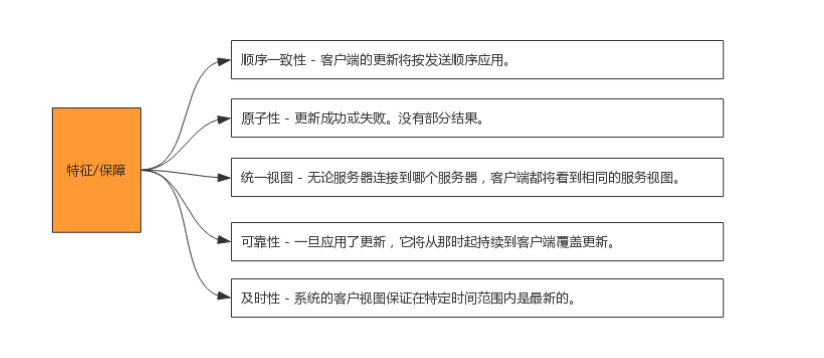 顺序一致性 - 客户端的更新将按发送顺序应用。
原子性 - 更新成功或失败。没有部分结果。
特征/保障
统一视图 - 无论服务器连接到哪个服务器，客户端都将看到相同的服务视图。
可靠性 - 一旦应用了更新，它将从那时起持续到客户端覆盖更新。
及时性 - 系统的客户视图保证在特定时间范围内是最新的。